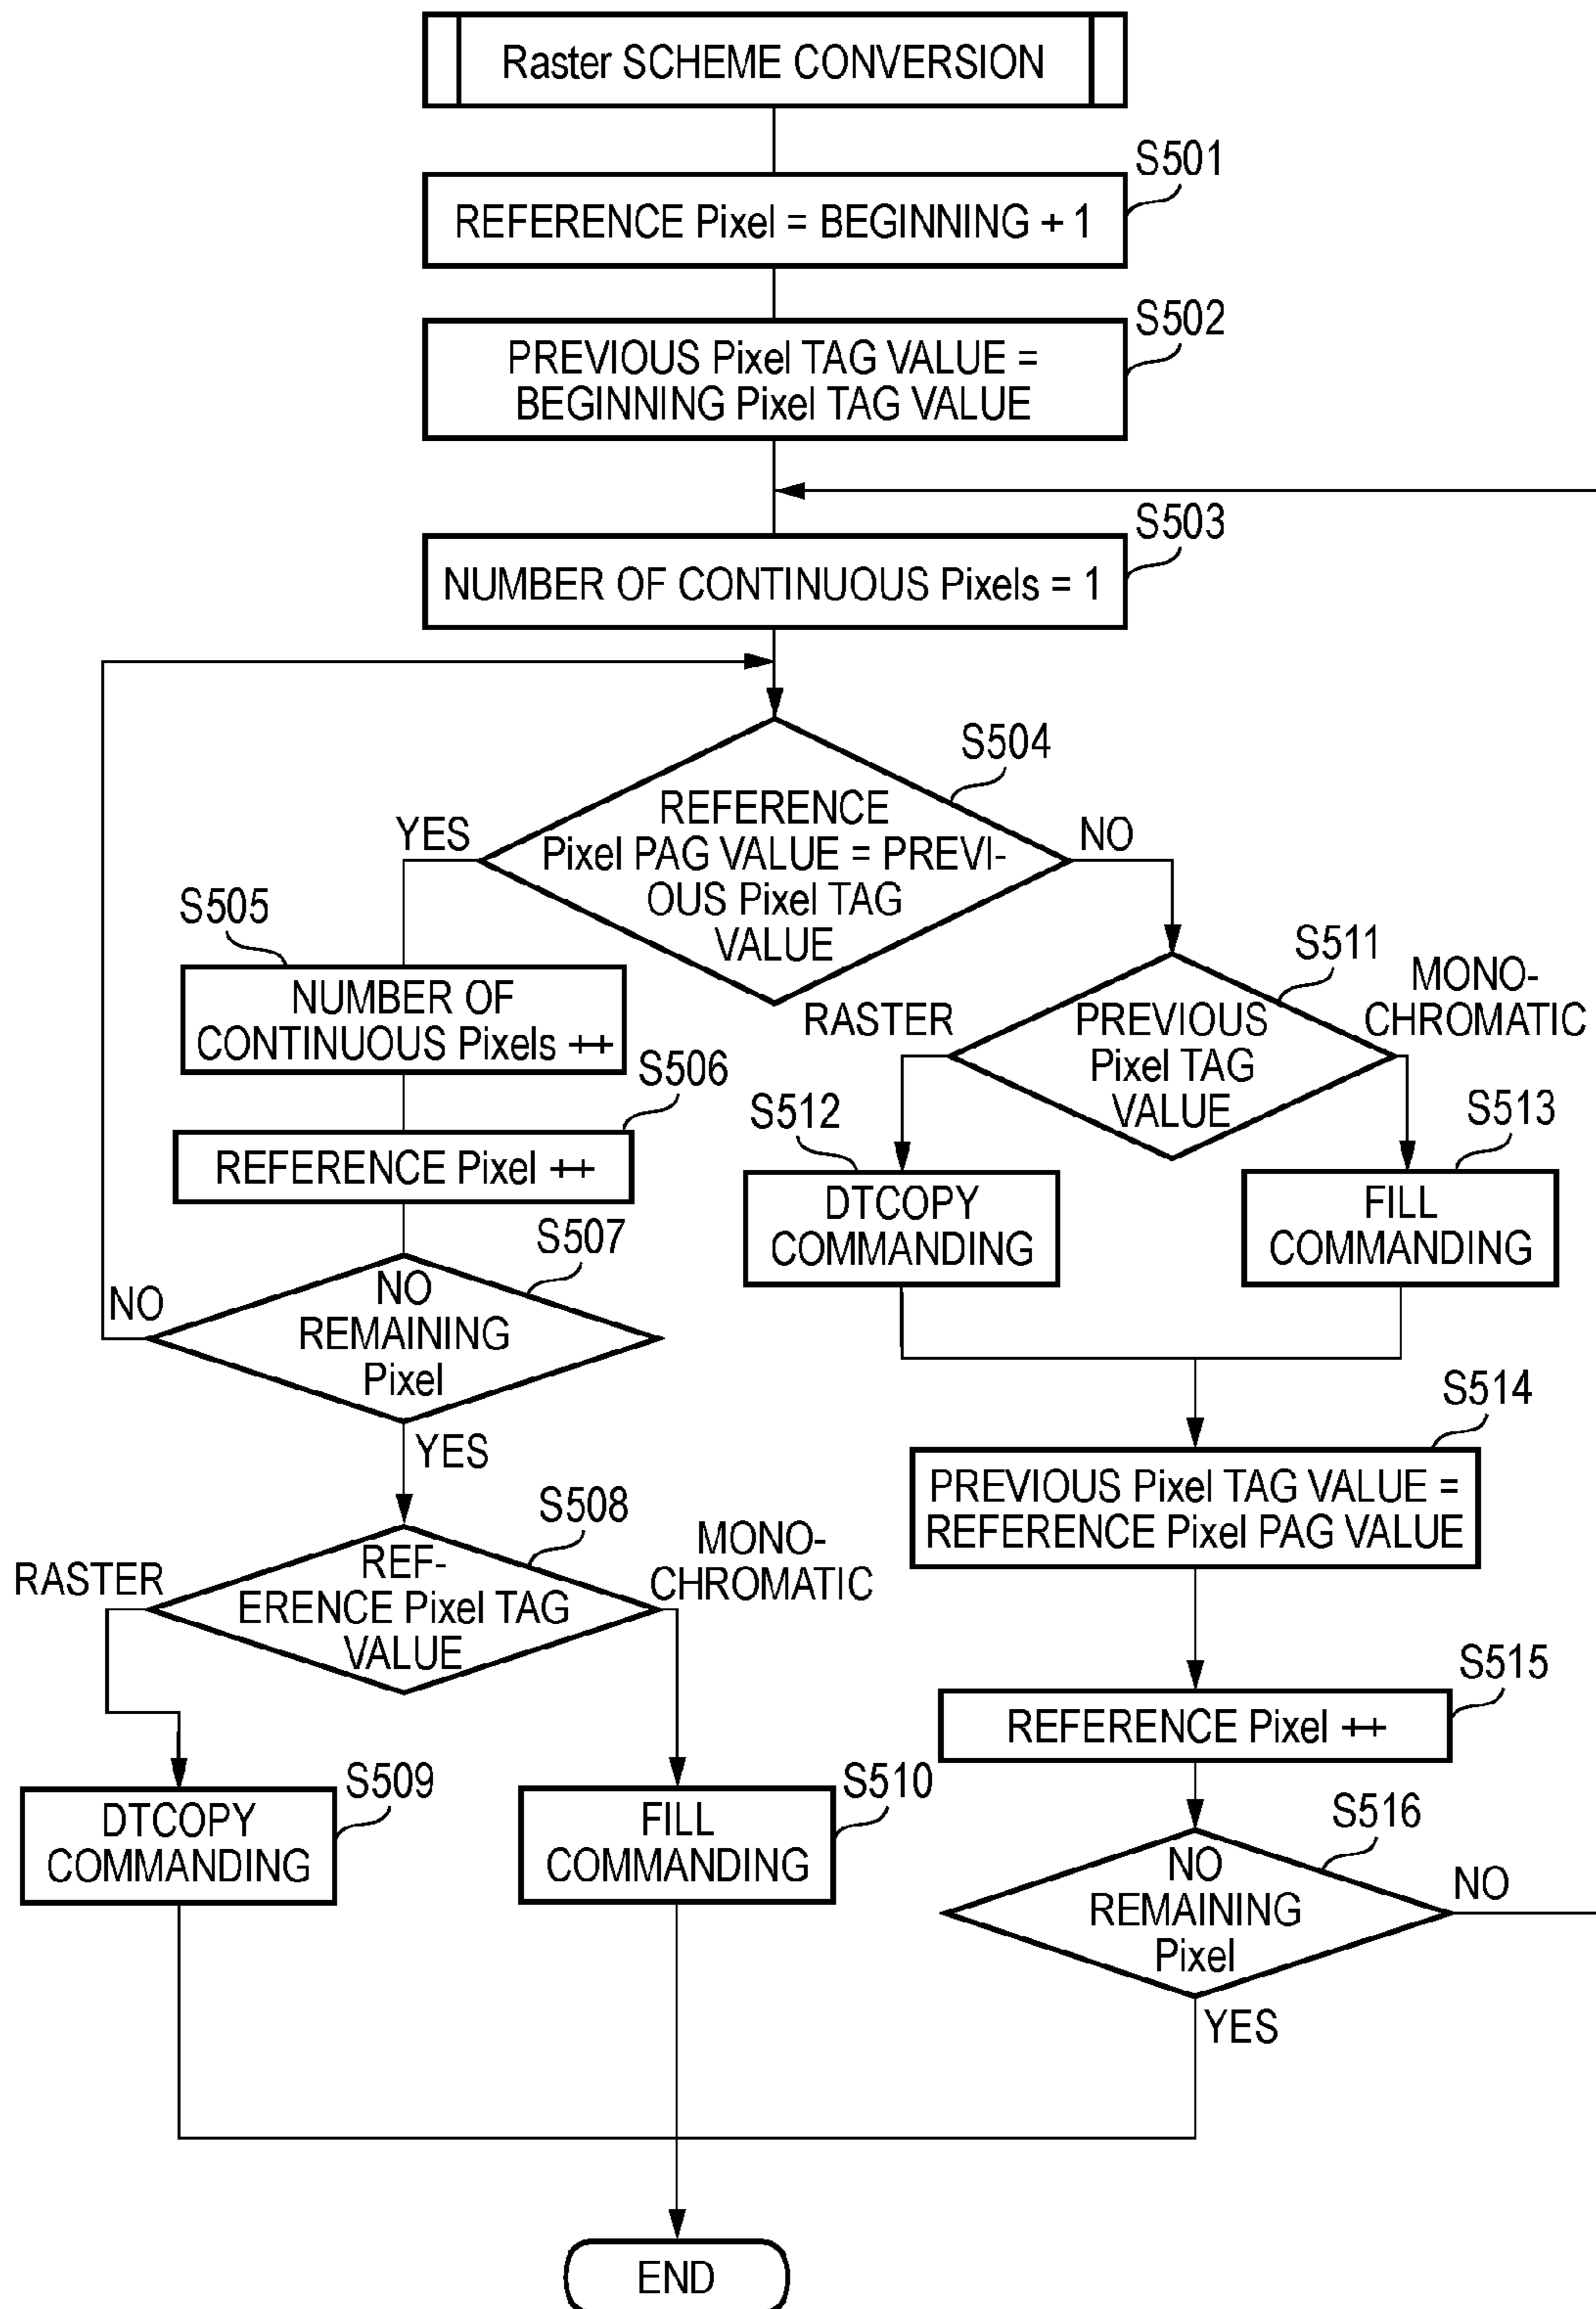 Raster SCHEME CONVERSION
S501
REFERENCE Pixel = BEGINNING + 1
S502
PREVIOUS Pixel TAG VALUE =
BEGINNING Pixel TAG VALUE
S503
NUMBER OF CONTINUOUS Pixels = 1
S504
REFERENCE
Pixel PAG VALUE = PREVI-
OUS Pixel TAG
VALUE
YES
NO
S505
NUMBER OF
CONTINUOUS Pixels ++
S506
REFERENCE Pixel ++
S507
NO
REMAINING
Pixel
NO
YES
S508
REF-
ERENCE Pixel TAG
VALUE
RASTER
MONO-
CHROMATIC
S509
DTCOPY
COMMANDING
S510
FILL
COMMANDING
S511
PREVIOUS
Pixel TAG
VALUE
RASTER
MONO-
CHROMATIC
S512
DTCOPY
COMMANDING
S513
FILL
COMMANDING
S514
PREVIOUS Pixel TAG VALUE =
REFERENCE Pixel PAG VALUE
S515
REFERENCE Pixel ++
S516
NO
REMAINING
Pixel
NO
YES
END